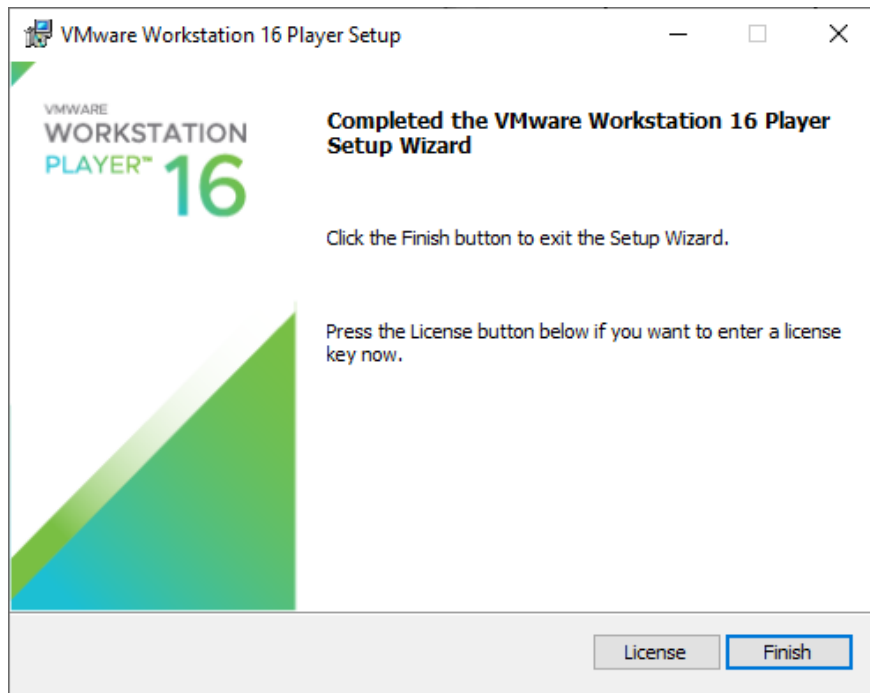 VMware Workstation 16 Player Setup
VMWARE
WORKSTATION
PLAYER™ 16
Completed the VMware Workstation 16 Player
Setup Wizard
Click the Finish button to exit the Setup Wizard.
Press the License button below if you want to enter a license
key now.
License
Finish